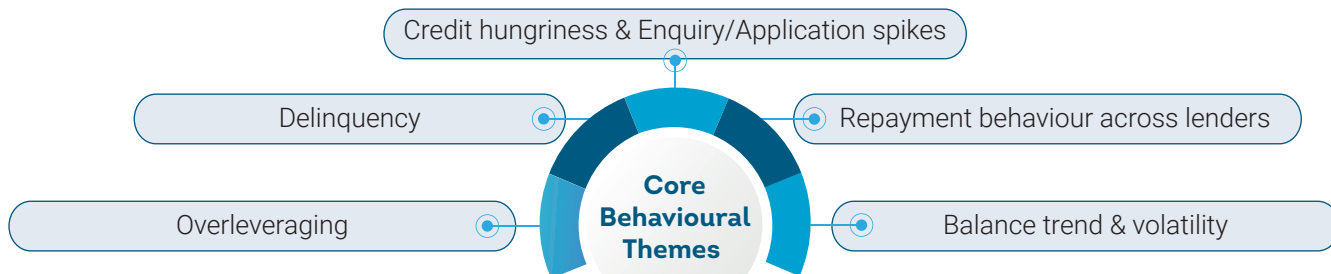 Credit hungriness & Enquiry/Application spikes
Delinquency
Repayment behaviour across lenders
Core
Behavioural
Themes
Overleveraging
Balance trend & volatility